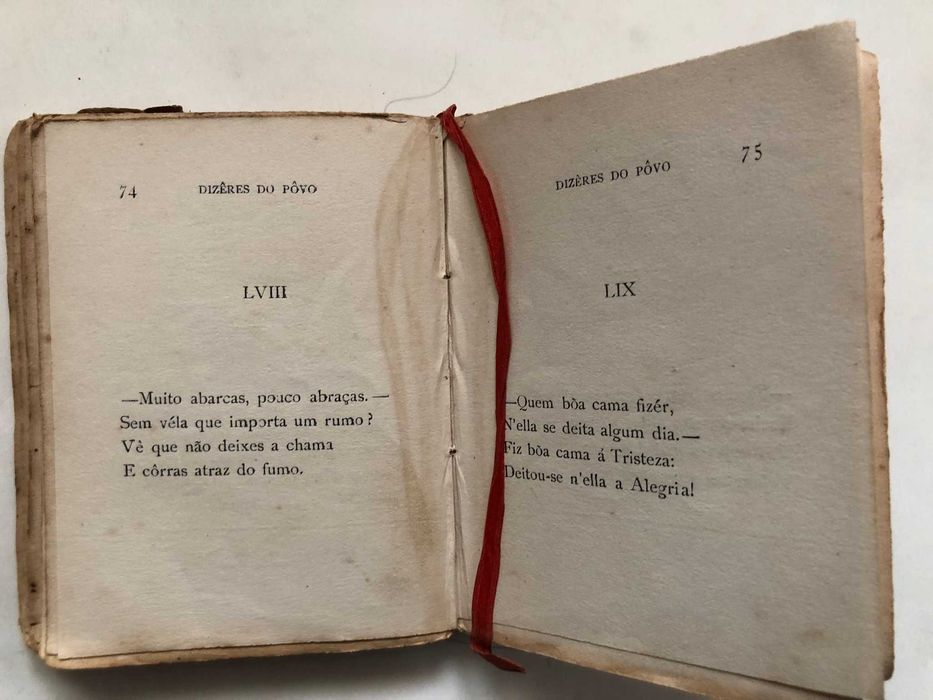 74
DIZÊRES DO PÔVO
LVIII
—Muito abarcas, pouco abraças.—
Sem véla que importa um rumo?
Vê que não deixes a chama
E côrras atraz do fumo.
DIZÊRES DO PÔVO
75
LIX
—Quem bôa cama fizér,
N'ella se deita algum dia.—
Fiz bôa cama á Tristeza:
Deitou-se n'ella a Alegria!